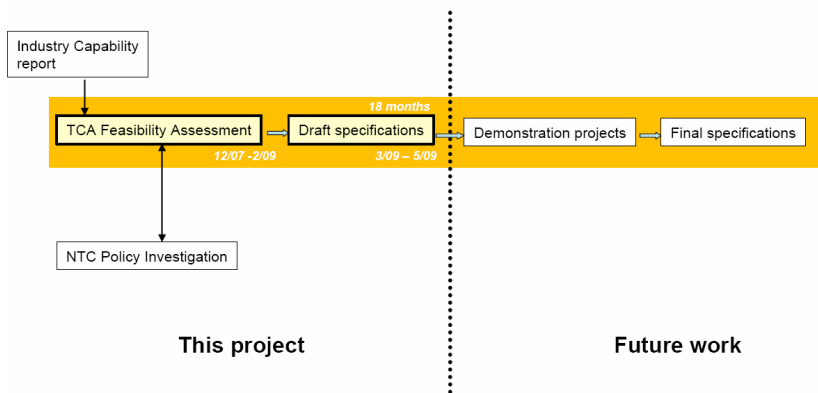 Industry Capability
report
18 months
TCA Feasibility Assessment
Draft specifications
Demonstration projects
Final specifications
12/07 -2/09
3/09 – 5/09
NTC Policy Investigation
This project
Future work